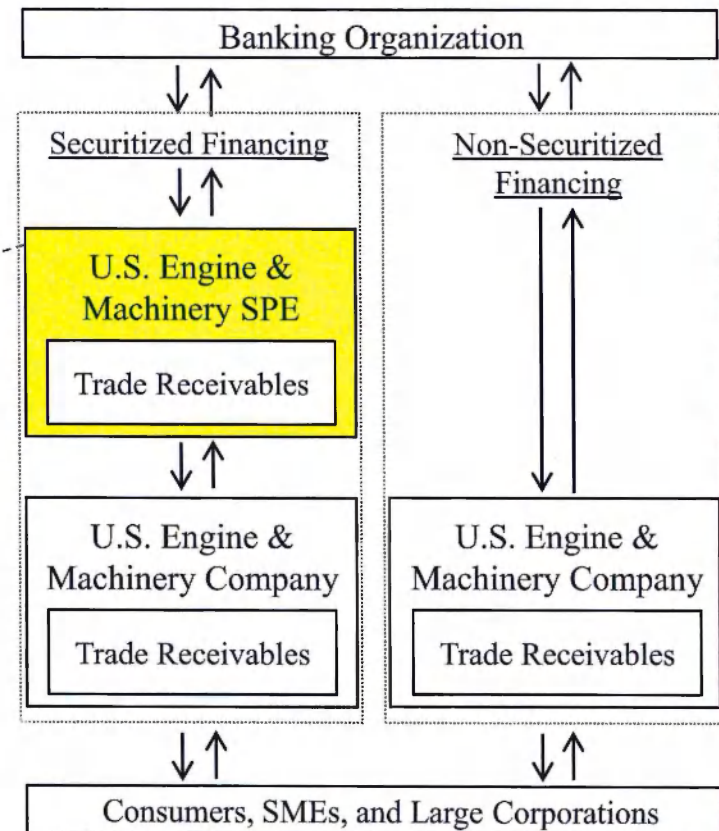 Banking Organization
Securitized Financing
U.S. Engine &
Machinery SPE
Trade Receivables
U.S. Engine &
Machinery Company
Trade Receivables
Non-Securitized
Financing
U.S. Engine &
Machinery Company
Trade Receivables
Consumers, SMEs, and Large Corporations